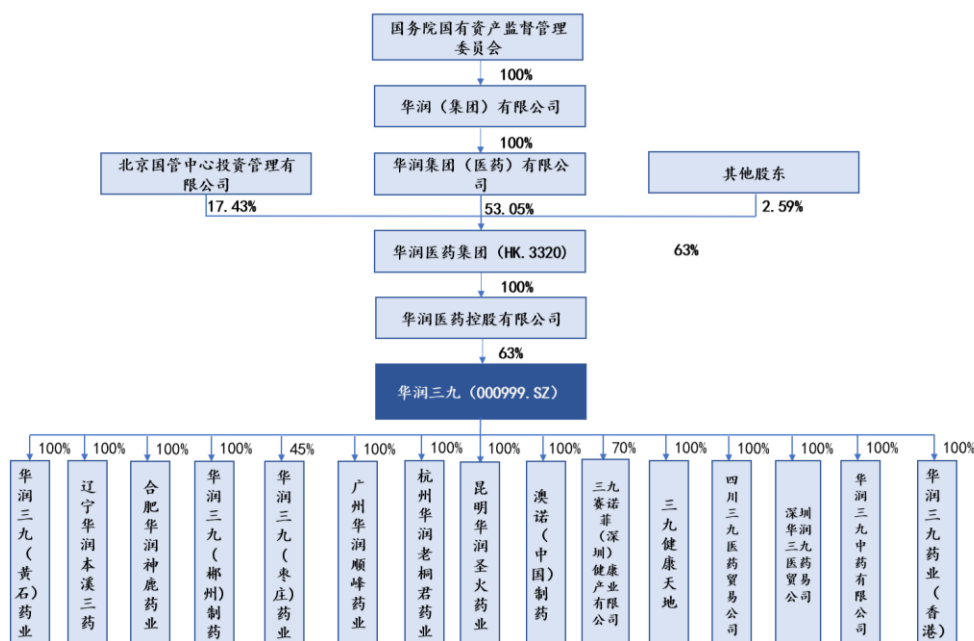 国务院国有资产监督管理
委员会
100%
华润（集团）有限公司
100%
北京国管中心投资管理有
限公司
华润集团（医药）有限公
司
其他股东
17.43%
53.05%
2.59%
华润医药集团（HK.3320)
63%
100%
华润医药控股有限公司
63%
华润三九（000999.SZ）
100%
100%
100%
100%
45%
100%
100%
100%
100%
70%
100%
100%
100%
100%
100%
华润三九（黄石）药业
辽宁华润本溪三药
合肥华润神鹿药业
华润三九（郴州)制药
华润三九（枣庄)药业
广州华润顺峰药业
杭州华润老桐君药业
昆明华润圣火药业
澳诺（中国）制药
三九
赛诺
菲（深
圳）康
健业
产限
有公司
公
三九健康天地
四川三九医药贸易公司
深圳
华润
三九
医药
贸易
公司
华润三九中药有限公司
华润三九药业（香港）